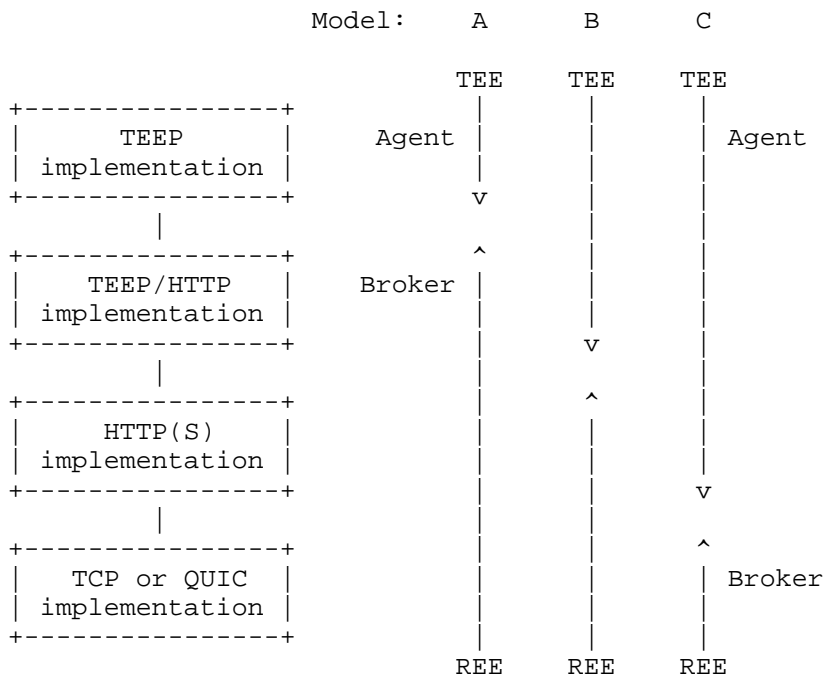 Model:    A      B      C
TEE    TEE    TEE
TEEP    Agent    Agent
implementation
v
^
TEEP/HTTP    Broker
implementation
v
^
HTTP(S)
implementation
v
^
TCP or QUIC    Broker
implementation
REE    REE    REE